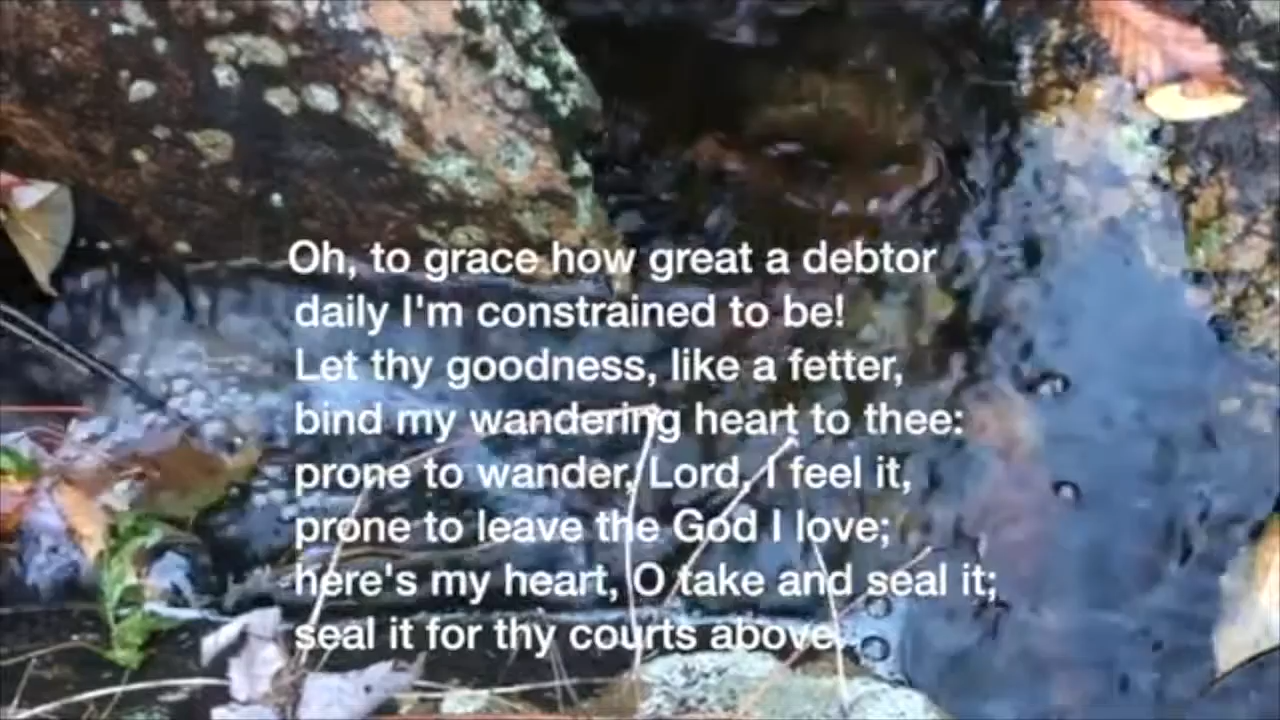 Oh, to grace how great a debtor
daily I'm constrained to be!
Let thy goodness, like a fetter,
bind my wandering heart to thee:
prone to wander, Lord, I feel it,
prone to leave the God I love;
here's my heart, O take and seal it;
seal it for thy courts above.